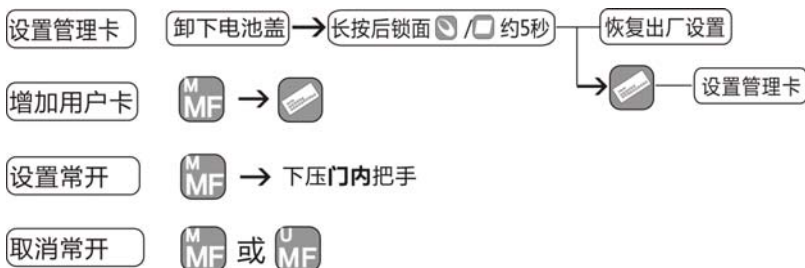 设置管理卡 卸下电池盖 长按后锁面 / 约5秒 恢复出厂设置
设置管理卡
增加用户卡 M MF
设置常开 M MF 下压门内把手
取消常开 M MF 或 U MF